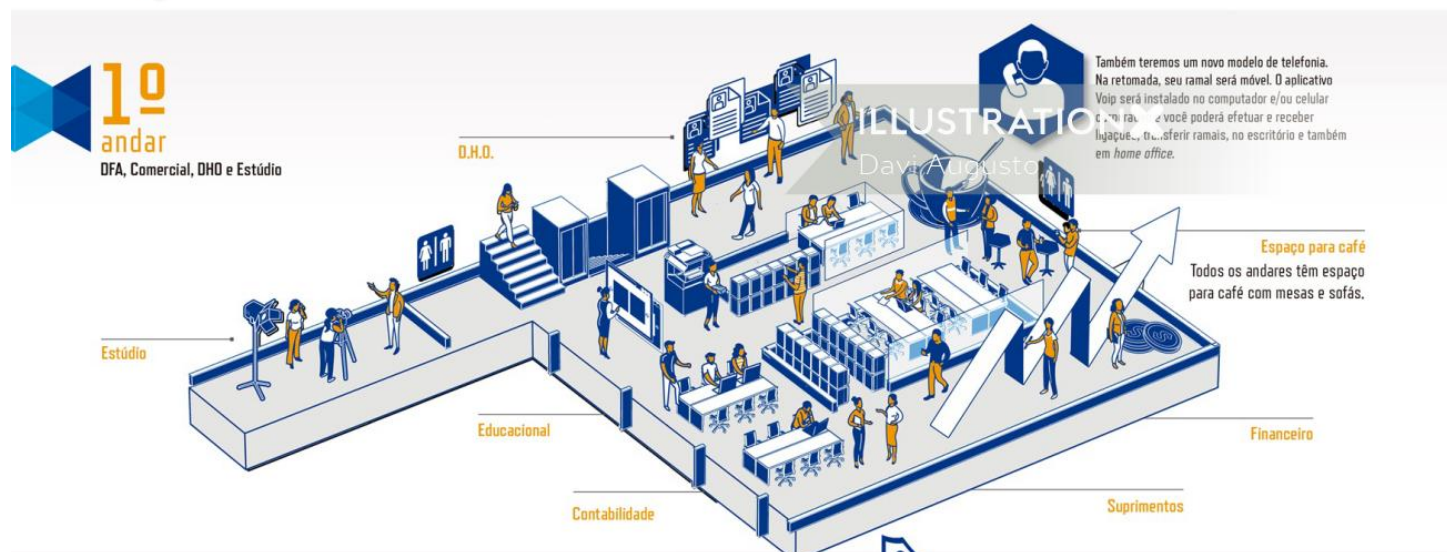 1º
andar
DFA, Comercial, DHO e Estúdio
D.H.O.
Também teremos um novo modelo de telefonia.
Na retomada, seu ramal será móvel. O aplicativo
Voip será instalado no computador e/ou celular
e você poderá efetuar e receber
ligações, transferir ramais, no escritório e também
em home office.
ILLUSTRATIONX
Davi Augusto
Espaço para café
Todos os andares têm espaço
para café com mesas e sofás.
Estúdio
Educacional
Financeiro
Contabilidade
Suprimentos